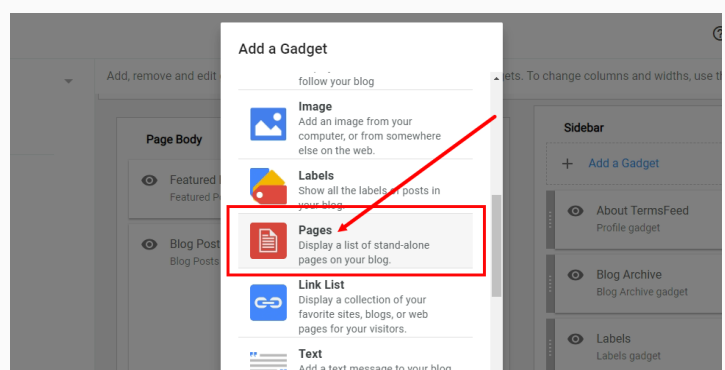 Add a Gadget
Add, remove and edit
ets. To change columns and widths, use th
follow your blog
Image
Add an image from your
computer, or from somewhere
else on the web.
Labels
Show all the labels of posts in
your blog.
Pages
Display a list of stand-alone
pages on your blog.
Link List
Display a collection of your
favorite sites, blogs, or web
pages for your visitors.
Text
Add a text message to your blog
Page Body
Featured
Featured P
Blog Post
Blog Posts
Sidebar
+ Add a Gadget
About TermsFeed
Profile gadget
Blog Archive
Blog Archive gadget
Labels
Labels gadget